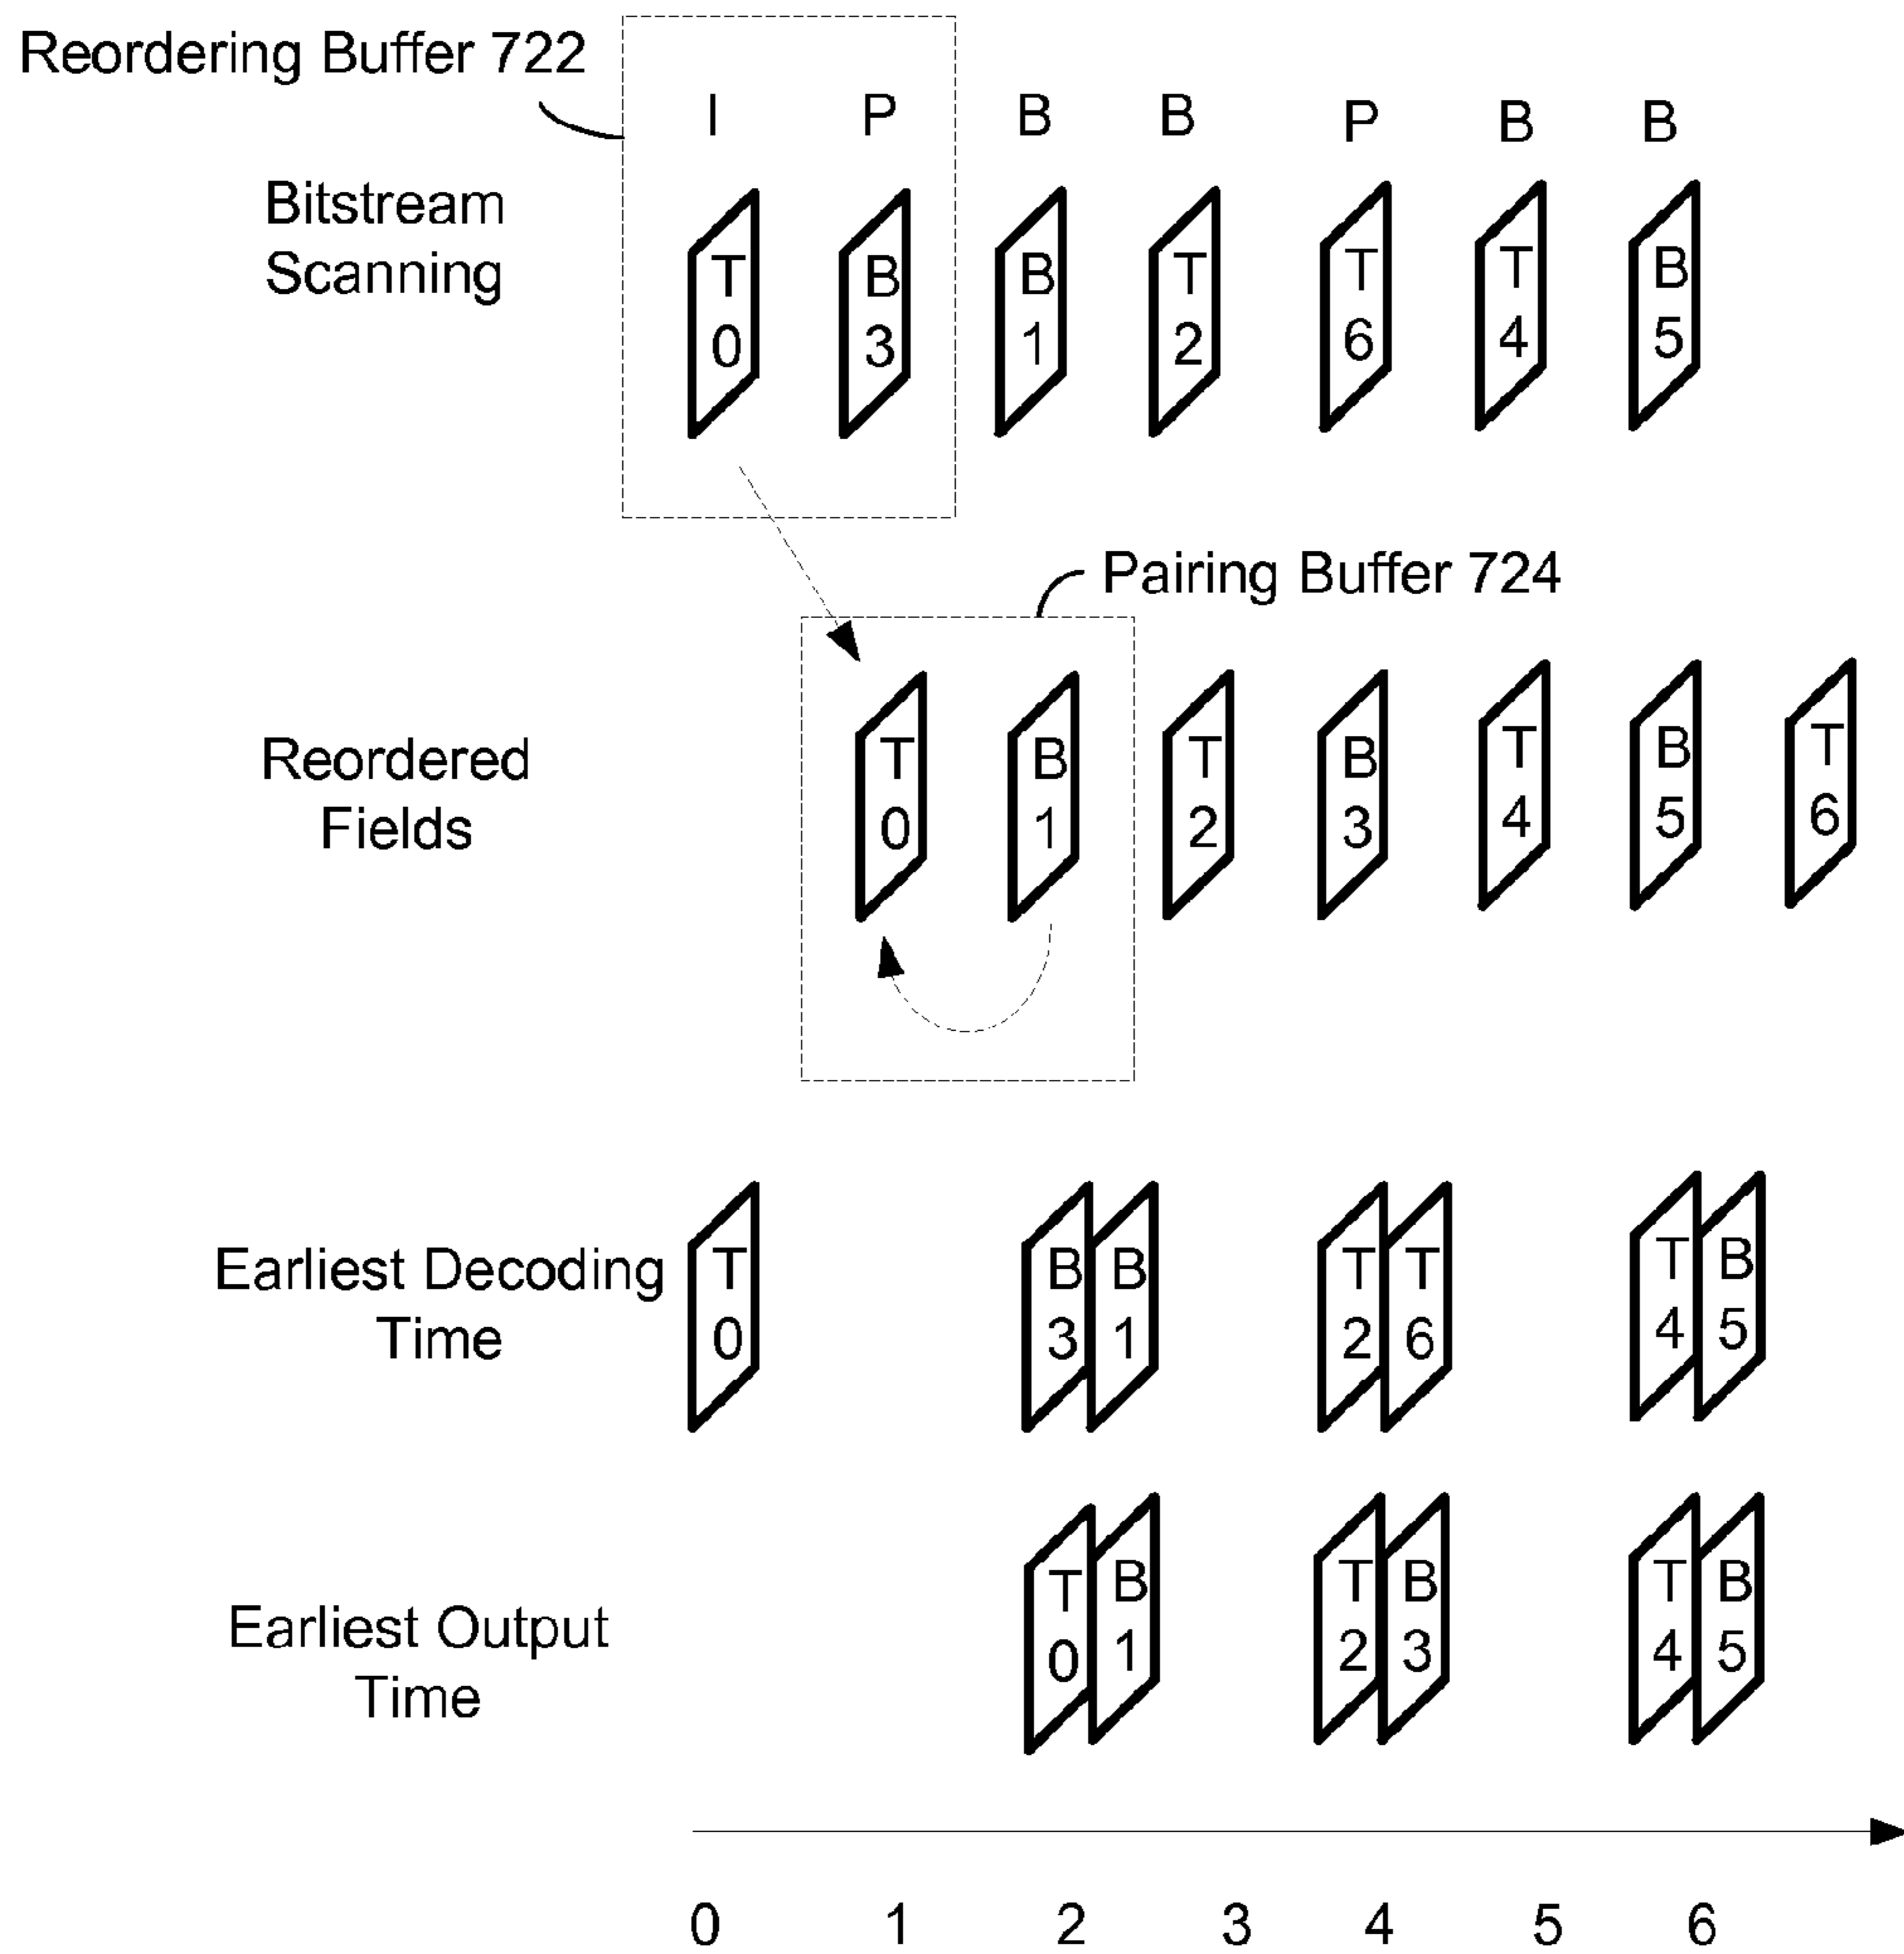 Reordering Buffer 722
I P B B P B B
Bitstream
Scanning
T B B T T T B
0 3 1 2 6 4 5
Pairing Buffer 724
Reordered
Fields
T B T B T B T
0 1 2 3 4 5 6
Earliest Decoding
Time
T B B T T T B
0 3 1 2 6 4 5
Earliest Output
Time
T B T B T B
0 1 2 3 4 5
0 1 2 3 4 5 6